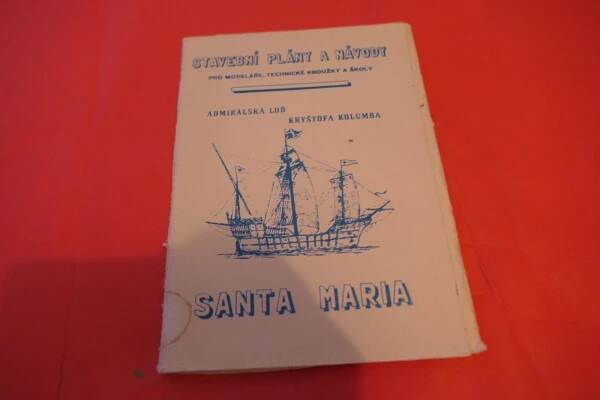 STAVEBNÍ PLÁNY A NÁVODY
PRO MODELÁŘE, TECHNICKÉ KROUŽKY A ŠKOLY
ADMIRÁLSKÁ LOĎ
KRYŠTOFA KOLUMBA
SANTA MARIA